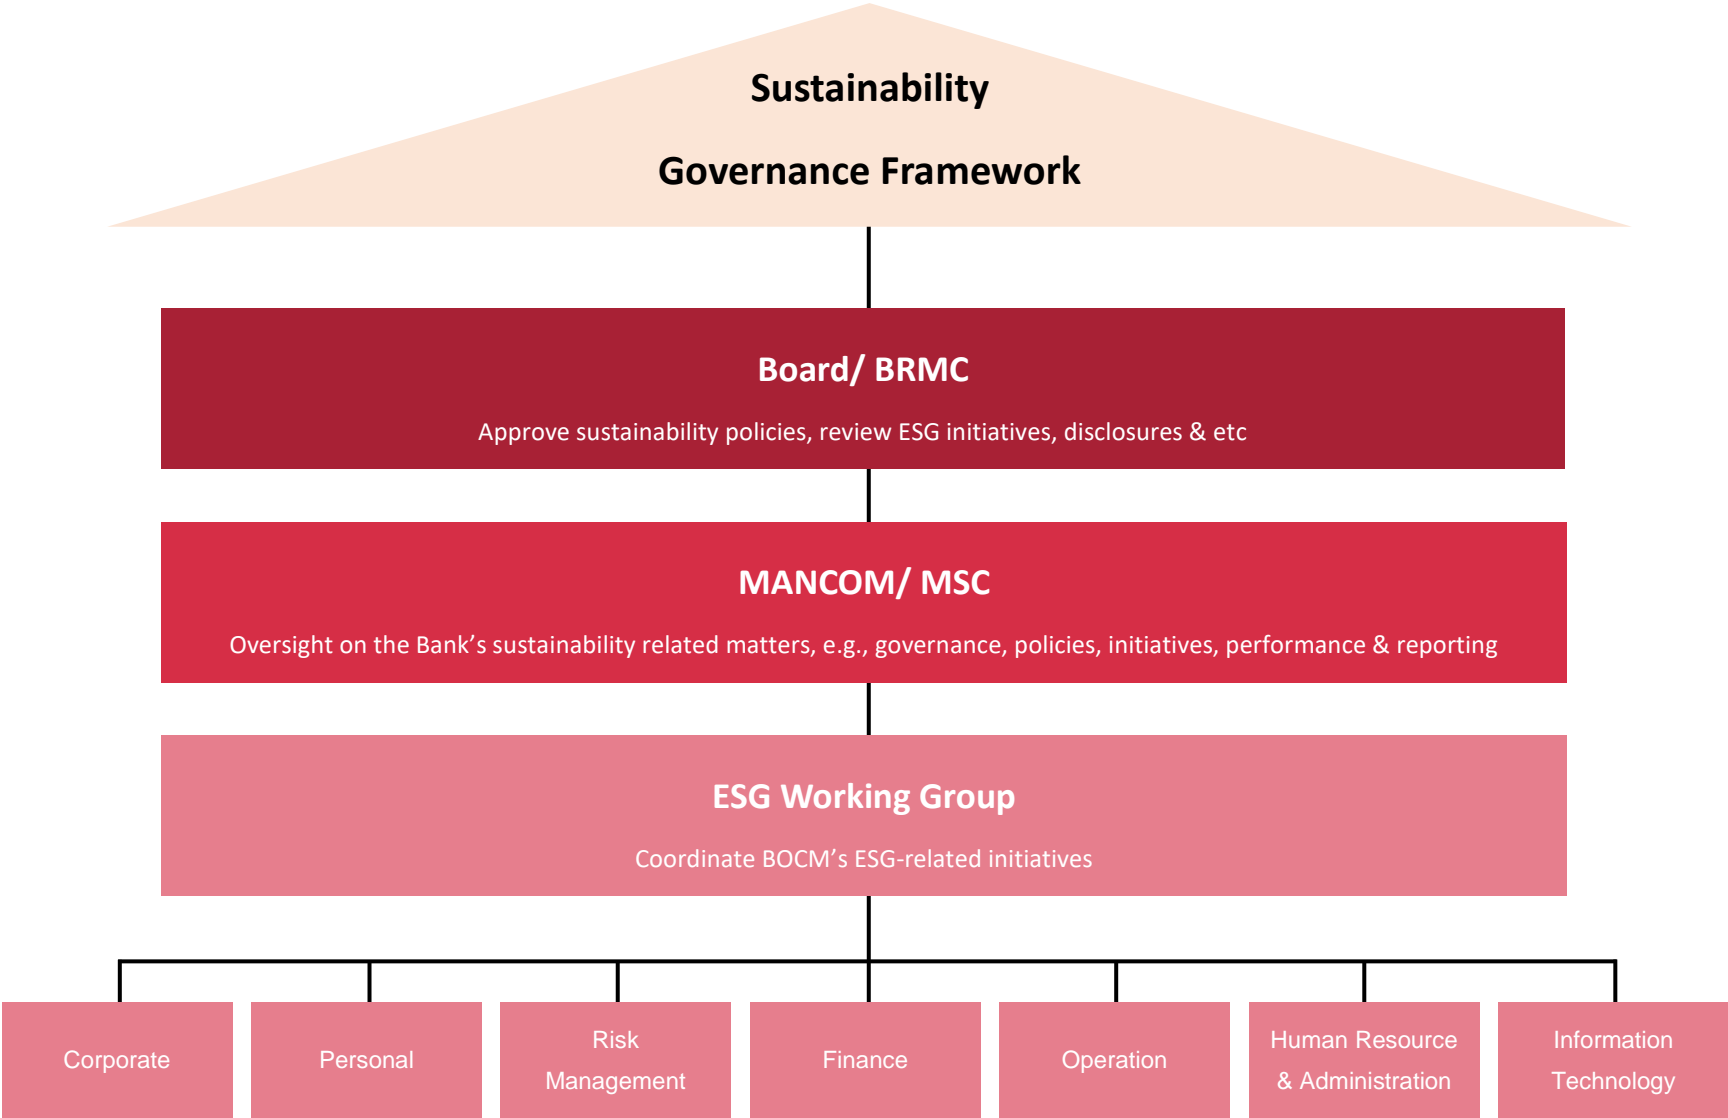 Sustainability
Governance Framework
Board/ BRMC
Approve sustainability policies, review ESG initiatives, disclosures & etc
MANCOM/ MSC
Oversight on the Bank’s sustainability related matters, e.g., governance, policies, initiatives, performance & reporting
ESG Working Group
Coordinate BOCM’s ESG-related initiatives
Corporate
Personal
Risk
Management
Finance
Operation
Human Resource
& Administration
Information
Technology